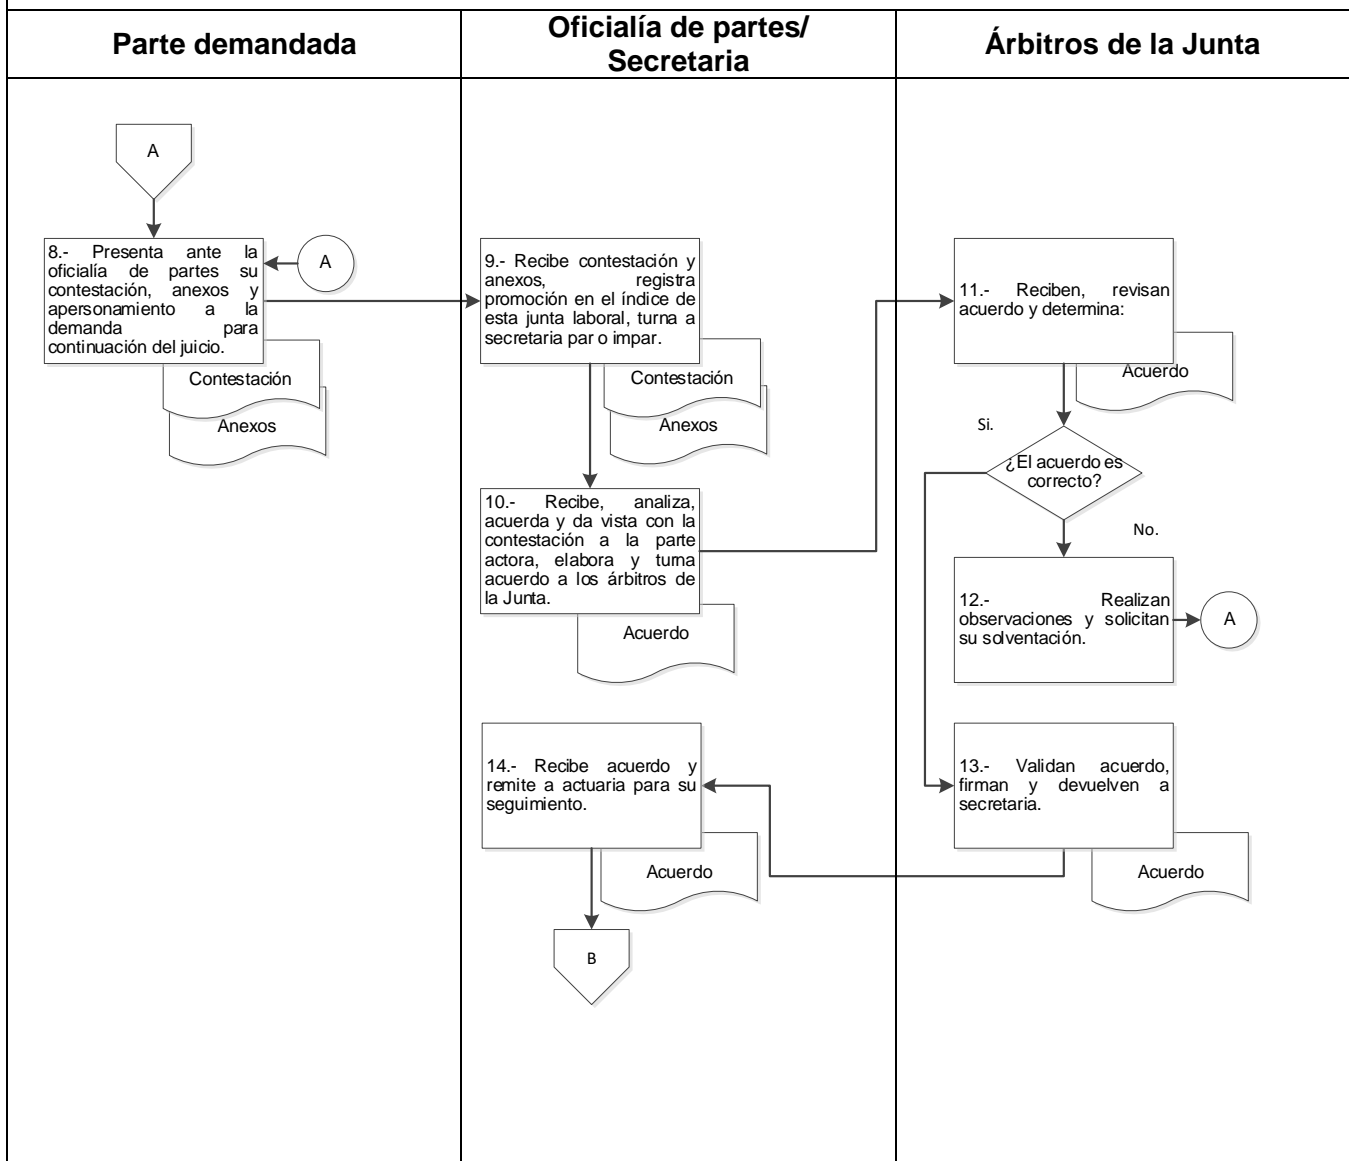 Parte demandada
Oficialía de partes/
Secretaria
Árbitros de la Junta
A
8.- Presenta ante la
oficialía de partes su
contestación, anexos y
apersonamiento a la
demanda para
continuación del juicio.
A
Contestación
Anexos
9.- Recibe contestación y
anexos, registra
promoción en el índice de
esta junta laboral, turna a
secretaria par o impar.
Contestación
Anexos
10.- Recibe, analiza,
acuerda y da vista con la
contestación a la parte
actora, elabora y turna
acuerdo a los árbitros de
la Junta.
Acuerdo
11.- Reciben, revisan
acuerdo y determina:
Acuerdo
Si.
¿El acuerdo es
correcto?
No.
12.- Realizan
observaciones y solicitan
su solventación.
A
13.- Validan acuerdo,
firman y devuelven a
secretaria.
Acuerdo
14.- Recibe acuerdo y
remite a actuaria para su
seguimiento.
Acuerdo
B